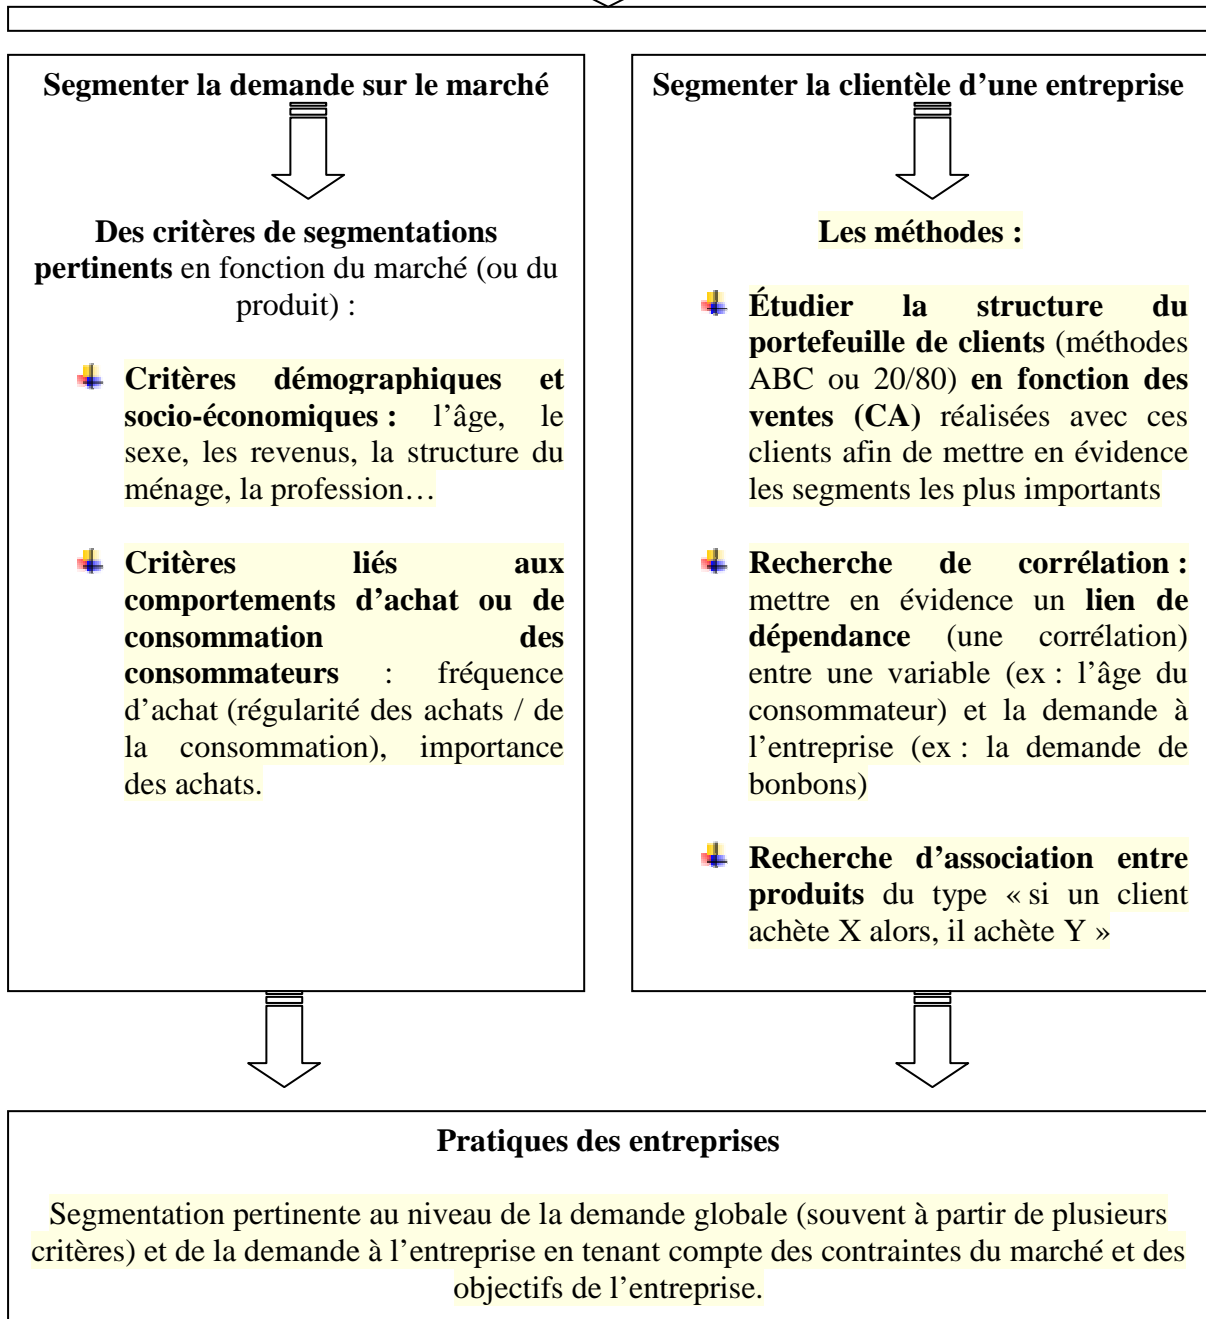 Segmenter la demande sur le marché
Des critères de segmentations
pertinents en fonction du marché (ou du
produit) :
Critères démographiques et
socio-économiques : l’âge, le
sexe, les revenus, la structure du
ménage, la profession…
Critères liés aux
comportements d’achat ou de
consommation des
consommateurs : fréquence
d’achat (régularité des achats / de
la consommation), importance
des achats.
Segmenter la clientèle d’une entreprise
Les méthodes :
Étudier la structure du
portefeuille de clients (méthodes
ABC ou 20/80) en fonction des
ventes (CA) réalisées avec ces
clients afin de mettre en évidence
les segments les plus importants
Recherche de corrélation :
mettre en évidence un lien de
dépendance (une corrélation)
entre une variable (ex : l’âge du
consommateur) et la demande à
l’entreprise (ex : la demande de
bonbons)
Recherche d’association entre
produits du type « si un client
achète X alors, il achète Y »
Pratiques des entreprises
Segmentation pertinente au niveau de la demande globale (souvent à partir de plusieurs
critères) et de la demande à l’entreprise en tenant compte des contraintes du marché et des
objectifs de l’entreprise.